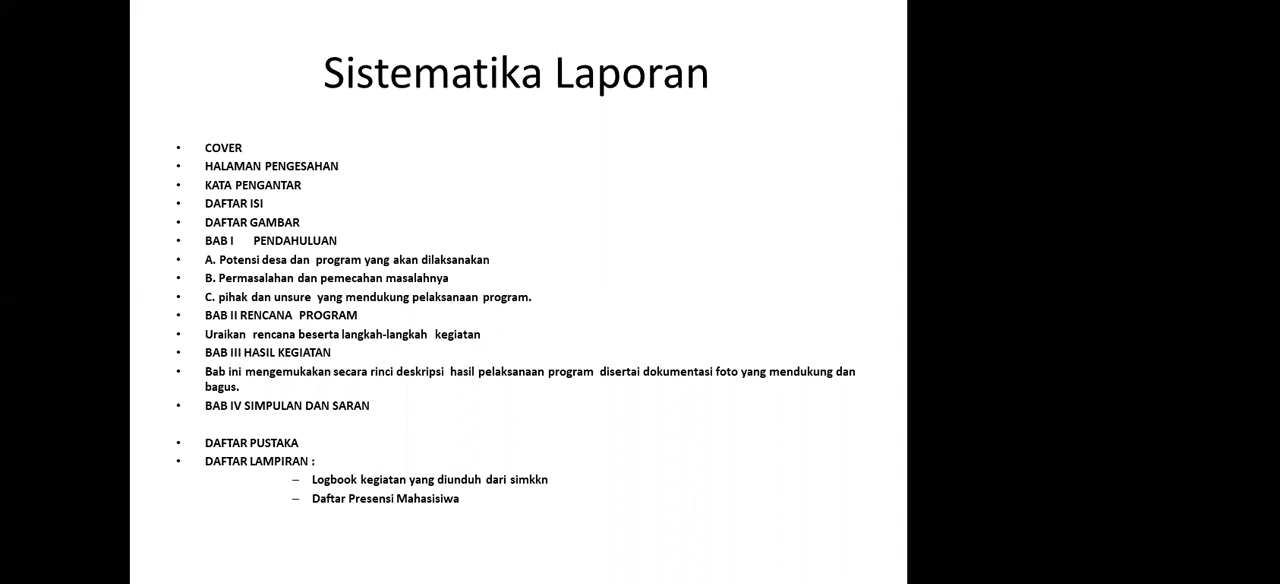 Sistematika Laporan
• COVER
• HALAMAN PENGESAHAN
• KATA PENGANTAR
• DAFTAR ISI
• DAFTAR GAMBAR
• BAB I PENDAHULUAN
• A. Potensi desa dan program yang akan dilaksanakan
• B. Permasalahan dan pemecahan masalahnya
• C. pihak dan unsure yang mendukung pelaksanaan program.
• BAB II RENCANA PROGRAM
• Uraikan rencana beserta langkah-langkah kegiatan
• BAB III HASIL KEGIATAN
• Bab ini mengemukakan secara rinci deskripsi hasil pelaksanaan program disertai dokumentasi foto yang mendukung dan
bagus.
• BAB IV SIMPULAN DAN SARAN
• DAFTAR PUSTAKA
• DAFTAR LAMPIRAN :
– Logbook kegiatan yang diunduh dari simkkn
– Daftar Presensi Mahasisiwa